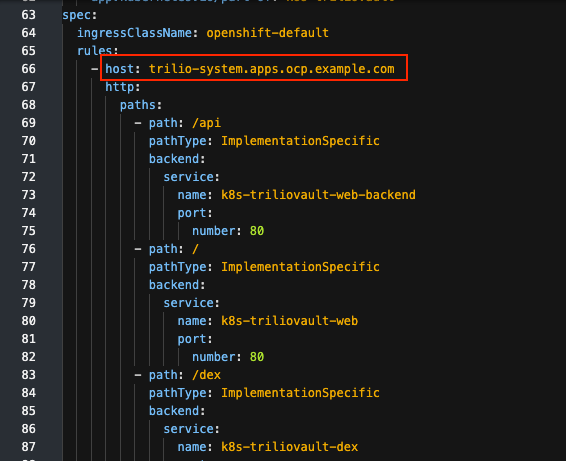 63 spec:
64 ingressClassName: openshift-default
65 rules:
66 - host: trilio-system.apps.ocp.example.com
67 http:
68 paths:
69 - path: /api
70 pathType: ImplementationSpecific
71 backend:
72 service:
73 name: k8s-triliovault-web-backend
74 port:
75 number: 80
76 - path: /
77 pathType: ImplementationSpecific
78 backend:
79 service:
80 name: k8s-triliovault-web
81 port:
82 number: 80
83 - path: /dex
84 pathType: ImplementationSpecific
85 backend:
86 service:
87 name: k8s-triliovault-dex